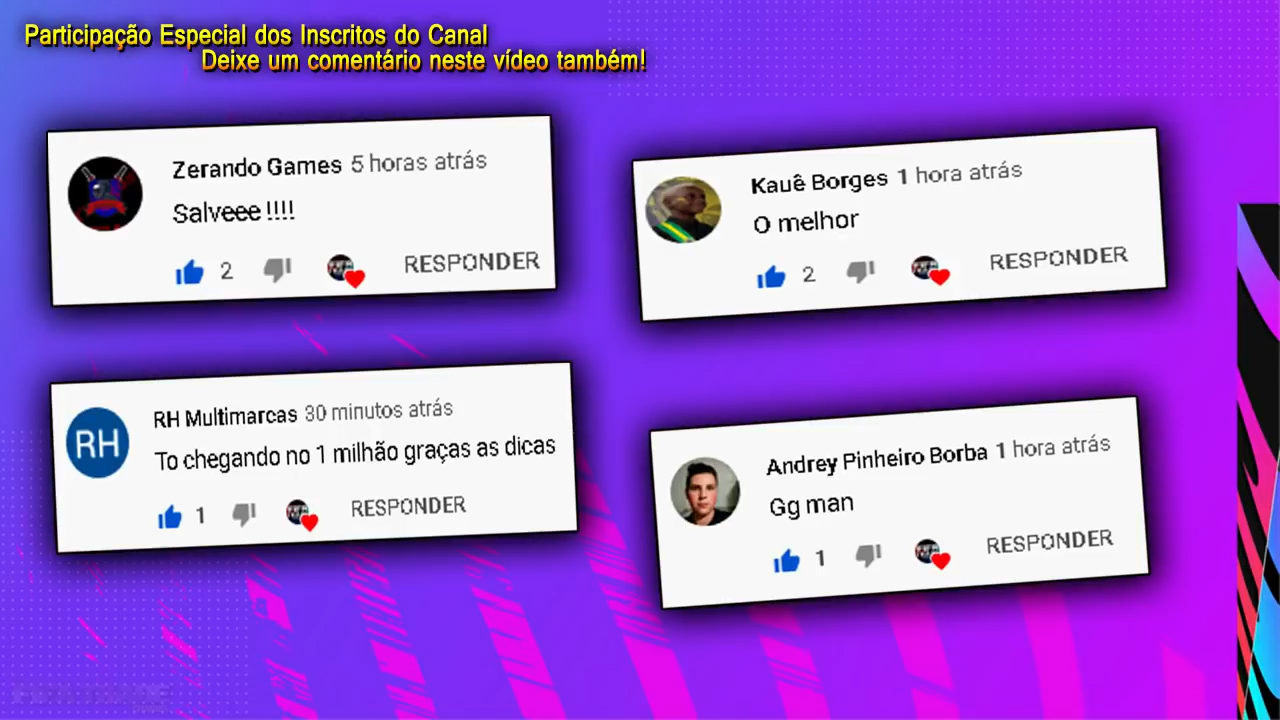 Participação Especial dos Inscritos do Canal
Deixe um comentário neste vídeo também!
Zerando Games 5 horas atrás
Salveee !!!!
2 RESPONDER
Kauê Borges 1 hora atrás
O melhor
2 RESPONDER
RH
RH Multimarcas 30 minutos atrás
To chegando no 1 milhão graças as dicas
1 RESPONDER
Andrey Pinheiro Borba 1 hora atrás
Gg man
1 RESPONDER